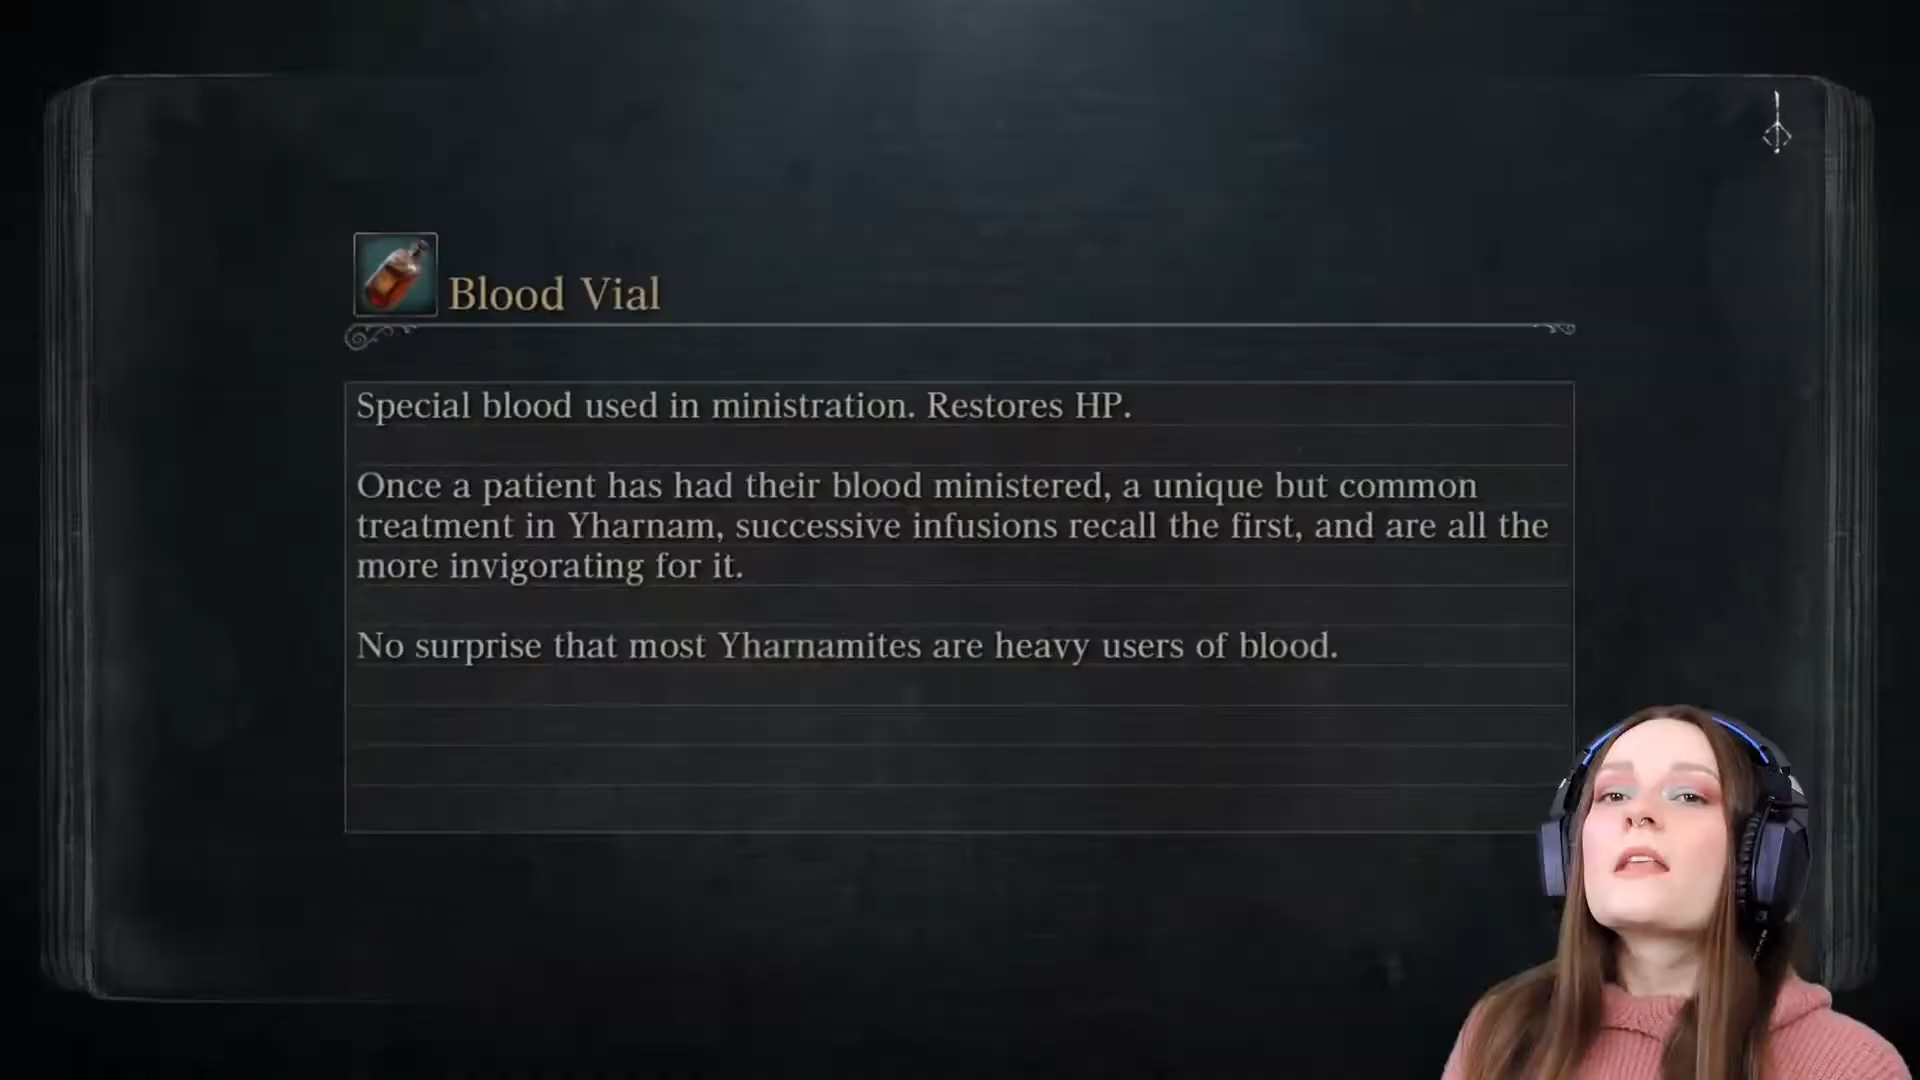 Blood Vial
Special blood used in ministration. Restores HP.
Once a patient has had their blood ministered, a unique but common
treatment in Yharnam, successive infusions recall the first, and are all the
more invigorating for it.
No surprise that most Yharnamites are heavy users of blood.